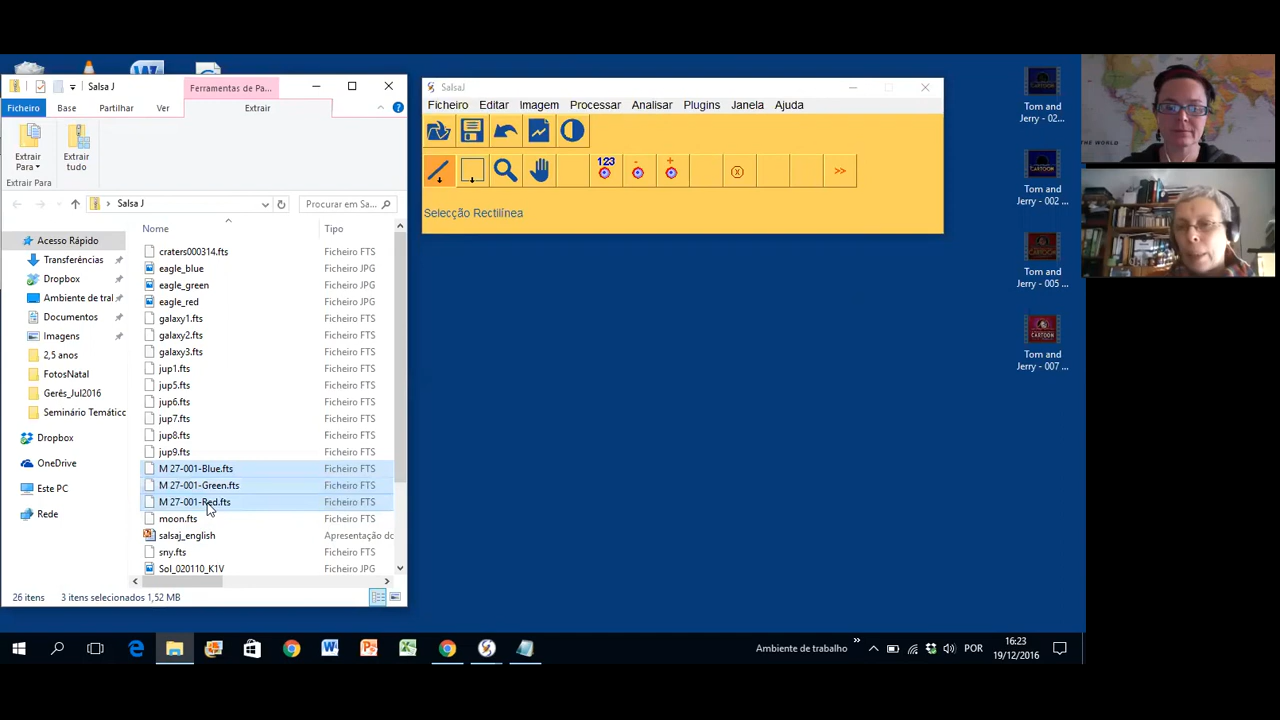 Salsa J
Ferramentas de Pa...
Ficheiro
Base
Partilhar
Ver
Extrair
Extrair
Para
Extrair
tudo
Extrair Para
Salsa J
Procurar em Sa...
Acesso Rápido
Transferências
Dropbox
Ambiente de tral
Documentos
Imagens
2,5 anos
FotosNatal
Gerês_Jul2016
Seminário Temático
Dropbox
OneDrive
Este PC
Rede
Nome Tipo
craters000314.fts Ficheiro FTS
eagle_blue Ficheiro JPG
eagle_green Ficheiro JPG
eagle_red Ficheiro JPG
galaxy1.fts Ficheiro FTS
galaxy2.fts Ficheiro FTS
galaxy3.fts Ficheiro FTS
jup1.fts Ficheiro FTS
jup5.fts Ficheiro FTS
jup6.fts Ficheiro FTS
jup7.fts Ficheiro FTS
jup8.fts Ficheiro FTS
jup9.fts Ficheiro FTS
M 27-001-Blue.fts Ficheiro FTS
M 27-001-Green.fts Ficheiro FTS
M 27-001-Red.fts Ficheiro FTS
moon.fts Ficheiro FTS
salsaj_english Apresentação do
sny.fts Ficheiro FTS
Sol_020110_K1V Ficheiro JPG
26 itens 3 itens selecionados 1,52 MB
SalsaJ
Ficheiro Editar Imagem Processar Analisar Plugins Janela Ajuda
123 - + >>
Selecção Rectilínea
Tom and
Jerry - 02...
Tom and
Jerry - 002 ...
Tom and
Jerry - 005 ...
Tom and
Jerry - 007 ...
CARTOON
CARTOON
CARTOON
CARTOON
THE WORLD
Ambiente de trabalho
POR
16:23
19/12/2016